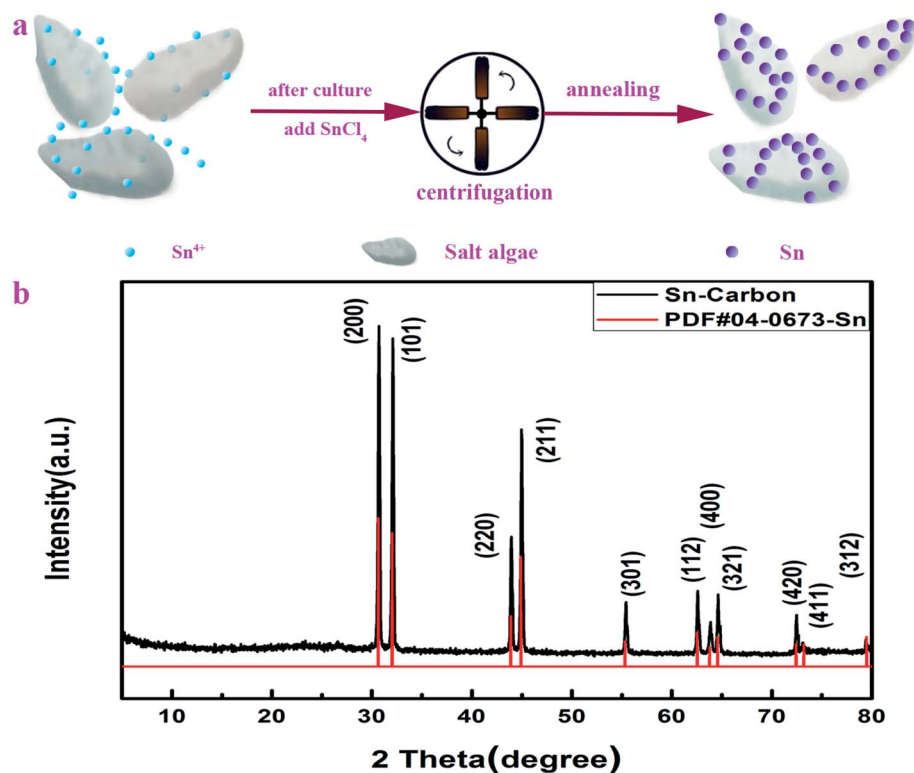 a
after culture
add SnCl₄
annealing
centrifugation
Sn⁴⁺
Salt algae
Sn
b
Sn-Carbon
PDF#04-0673-Sn
(200)
(101)
(220)
(211)
(301)
(112)
(400)
(321)
(420)
(411)
(312)
Intensity(a.u.)
10
20
30
40
50
60
70
80
2 Theta(degree)